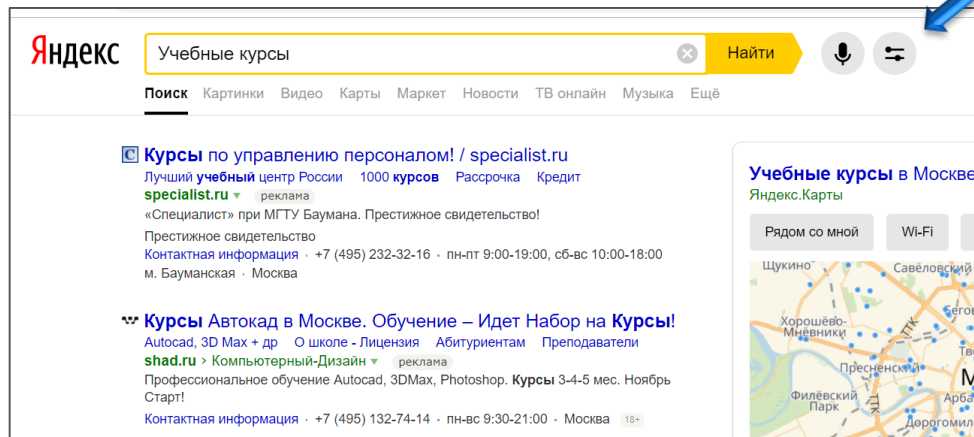 Яндекс
Учебные курсы
Найти
Поиск Картинки Видео Карты Маркет Новости ТВ онлайн Музыка Ещё
Курсы по управлению персоналом! / specialist.ru
Лучший учебный центр России 1000 курсов Рассрочка Кредит
specialist.ru реклама
«Специалист» при МГТУ Баумана. Престижное свидетельство!
Престижное свидетельство
Контактная информация · +7 (495) 232-32-16 · пн-пт 9:00-19:00, сб-вс 10:00-18:00
м. Бауманская · Москва
Курсы Автокад в Москве. Обучение – Идет Набор на Курсы!
Autocad, 3D Max + др О школе - Лицензия Абитуриентам Преподаватели
shad.ru > Компьютерный-Дизайн реклама
Профессиональное обучение Autocad, 3DMax, Photoshop. Курсы 3-4-5 мес. Ноябрь
Старт!
Контактная информация · +7 (495) 132-74-14 · пн-вс 9:30-21:00 · Москва 18+
Учебные курсы в Москве
Яндекс.Карты
Рядом со мной Wi-Fi
Щукино
Савёловский
Хорошёво-
Мнёвники
ТТК
Пресненский
Филёвский
Парк
ТТК
Дорогомил